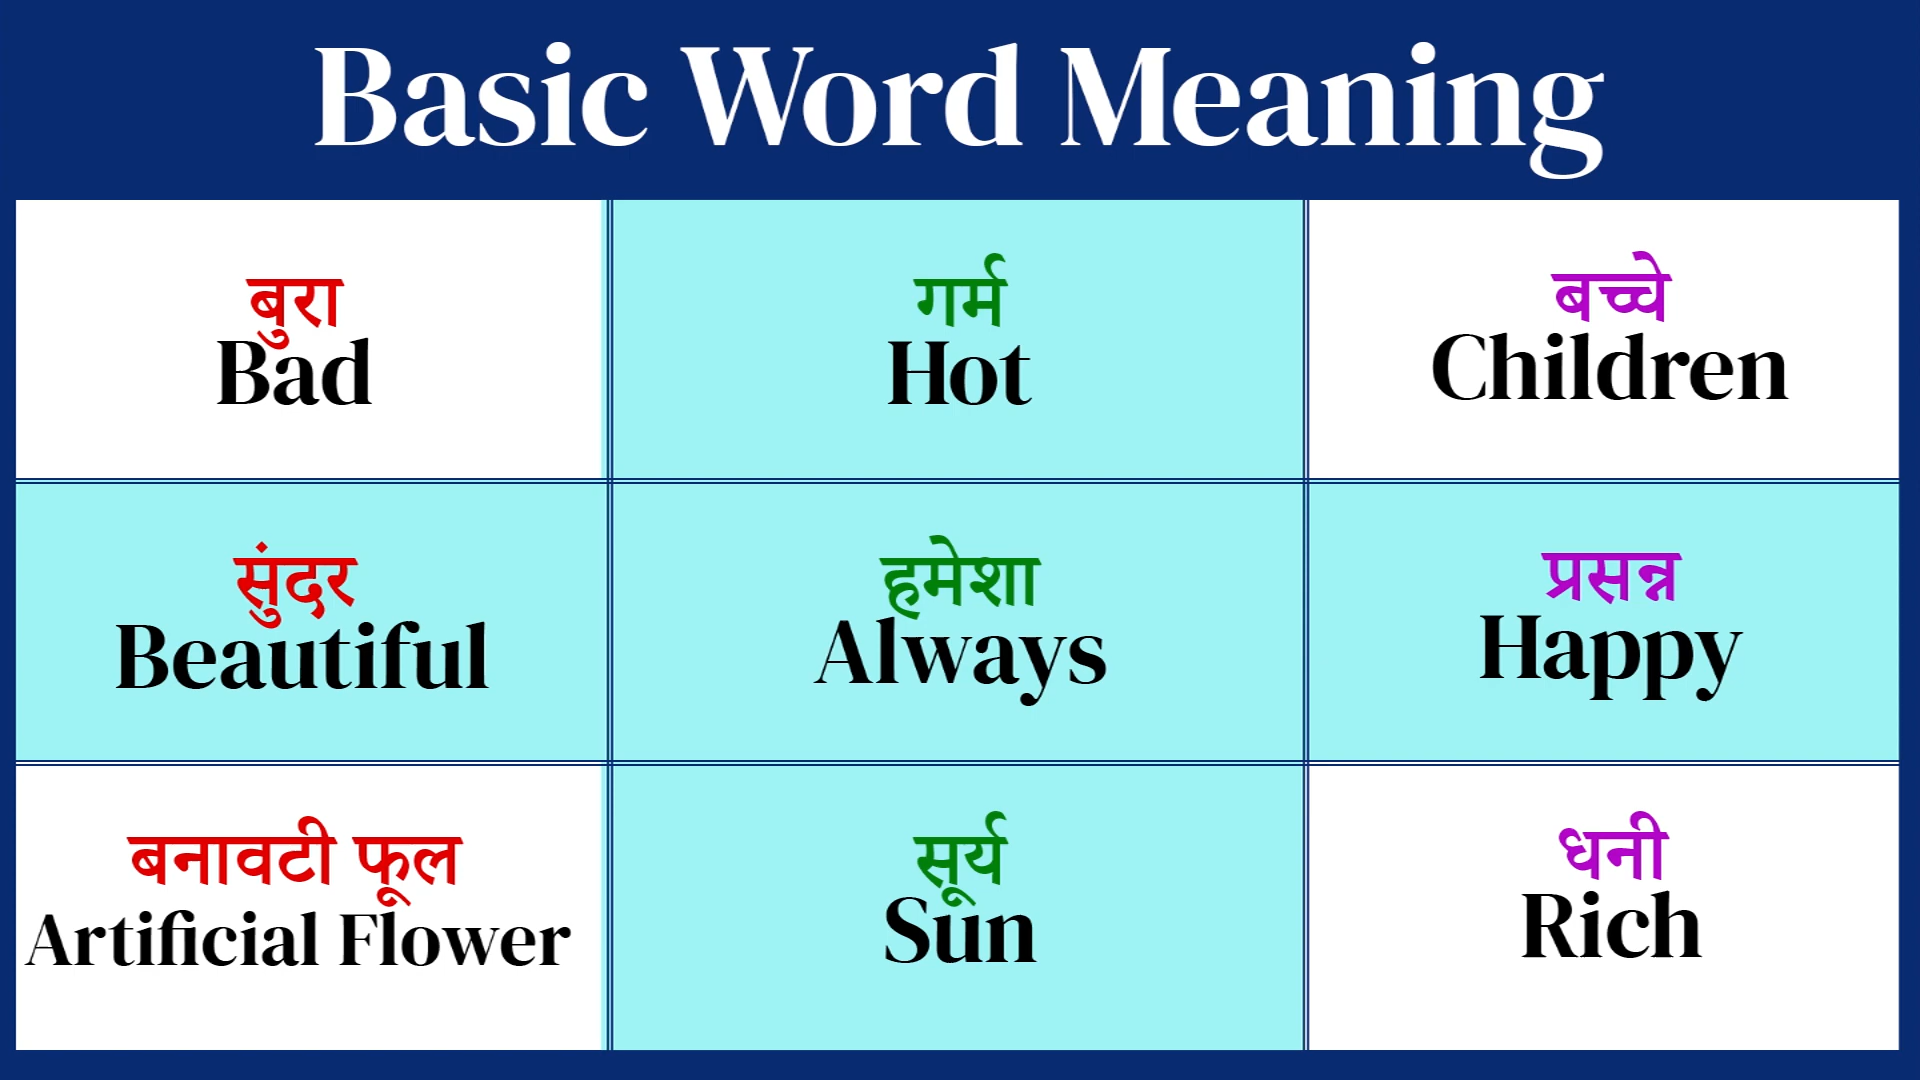 Basic Word Meaning
बुरा
Bad
गर्म
Hot
बच्चे
Children
सुंदर
Beautiful
हमेशा
Always
प्रसन्न
Happy
बनावटी फूल
Artificial Flower
सूर्य
Sun
धनी
Rich